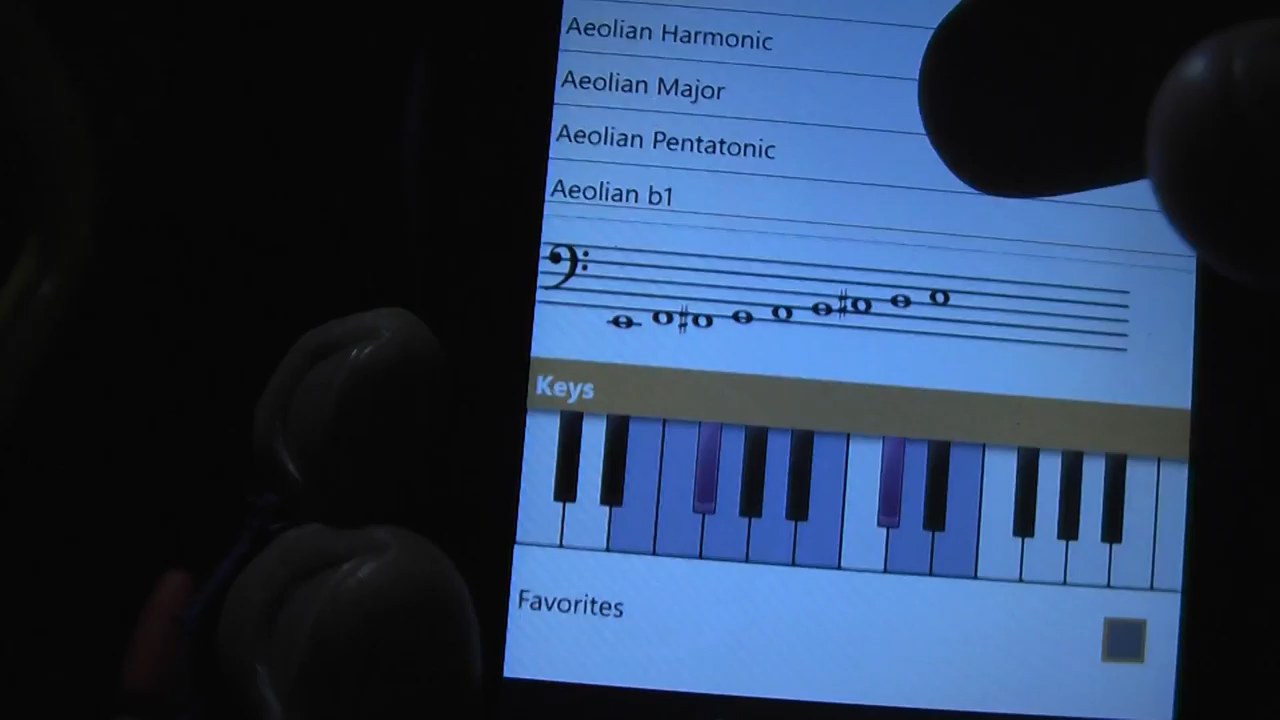 Aeolian Harmonic
Aeolian Major
Aeolian Pentatonic
Aeolian b1
Keys
Favorites